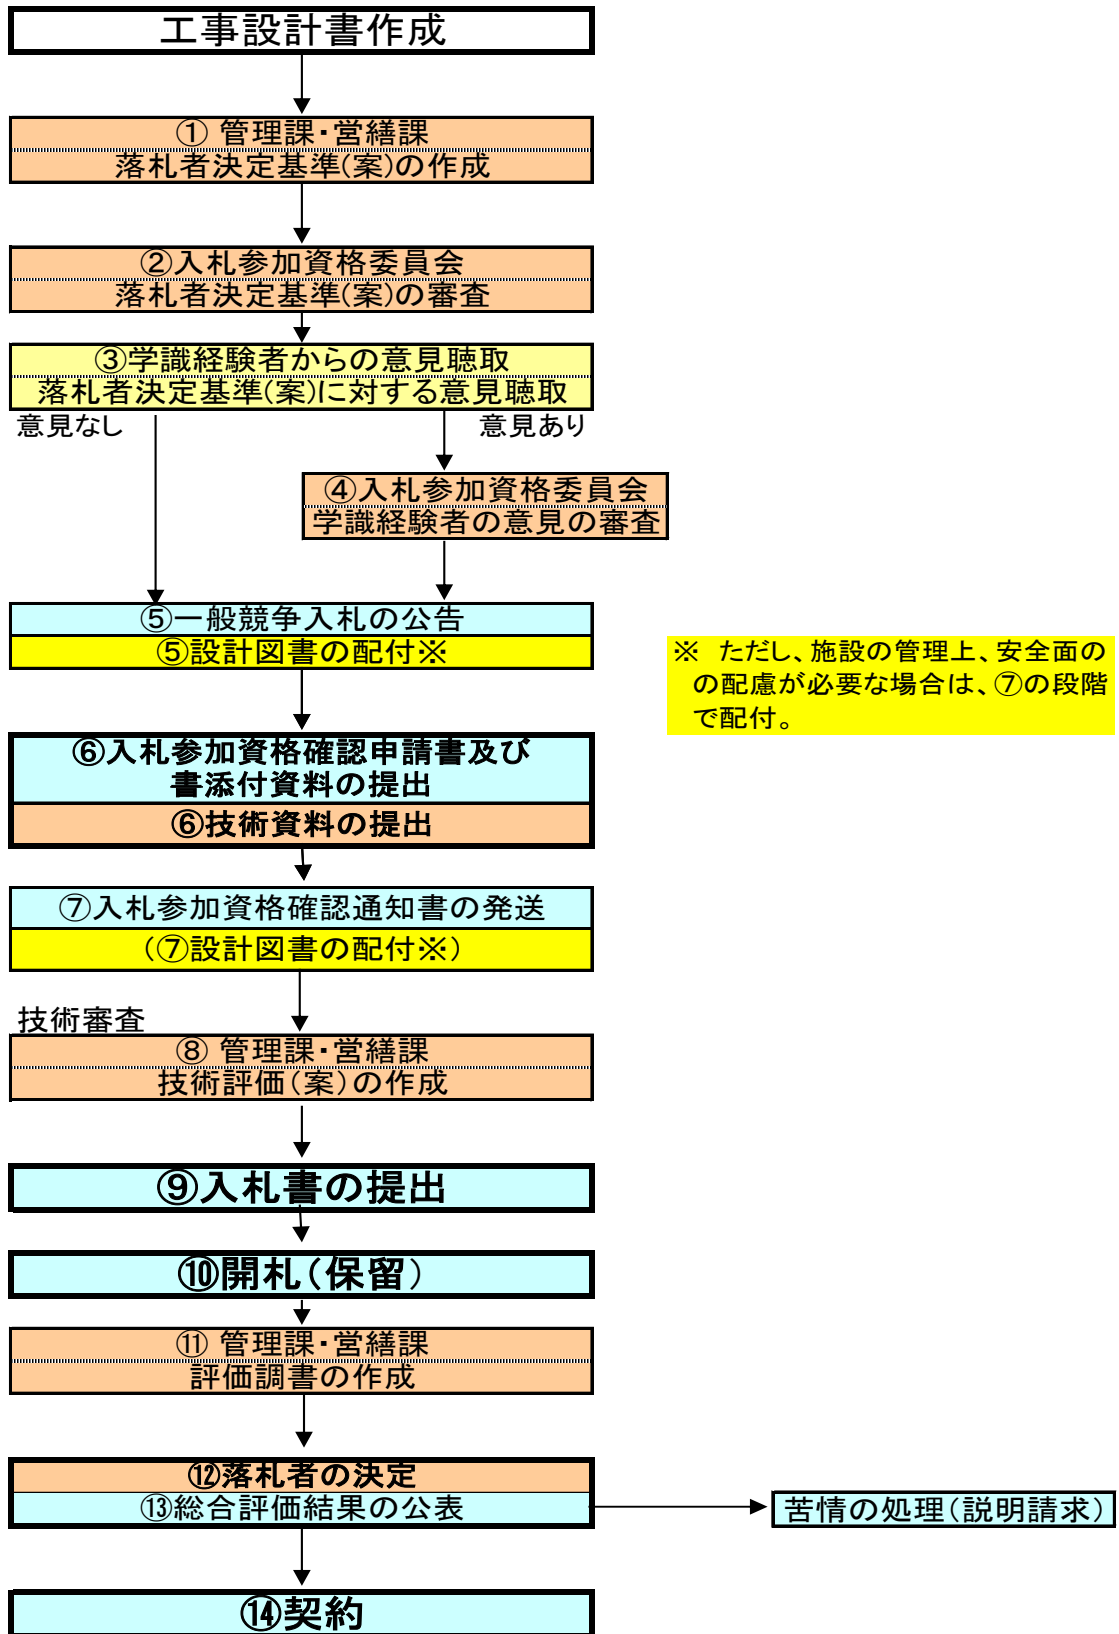 工事設計書作成
① 管理課・営繕課
落札者決定基準(案)の作成
②入札参加資格委員会
落札者決定基準(案)の審査
③学識経験者からの意見聴取
落札者決定基準(案)に対する意見聴取
意見なし
意見あり
④入札参加資格委員会
学識経験者の意見の審査
⑤一般競争入札の公告
⑤設計図書の配付※
※ ただし、施設の管理上、安全面の
の配慮が必要な場合は、⑦の段階
で配付。
⑥入札参加資格確認申請書及び
書添付資料の提出
⑥技術資料の提出
⑦入札参加資格確認通知書の発送
(⑦設計図書の配付※)
技術審査
⑧ 管理課・営繕課
技術評価(案)の作成
⑨入札書の提出
⑩開札(保留)
⑪ 管理課・営繕課
評価調書の作成
⑫落札者の決定
⑬総合評価結果の公表
苦情の処理(説明請求)
⑭契約